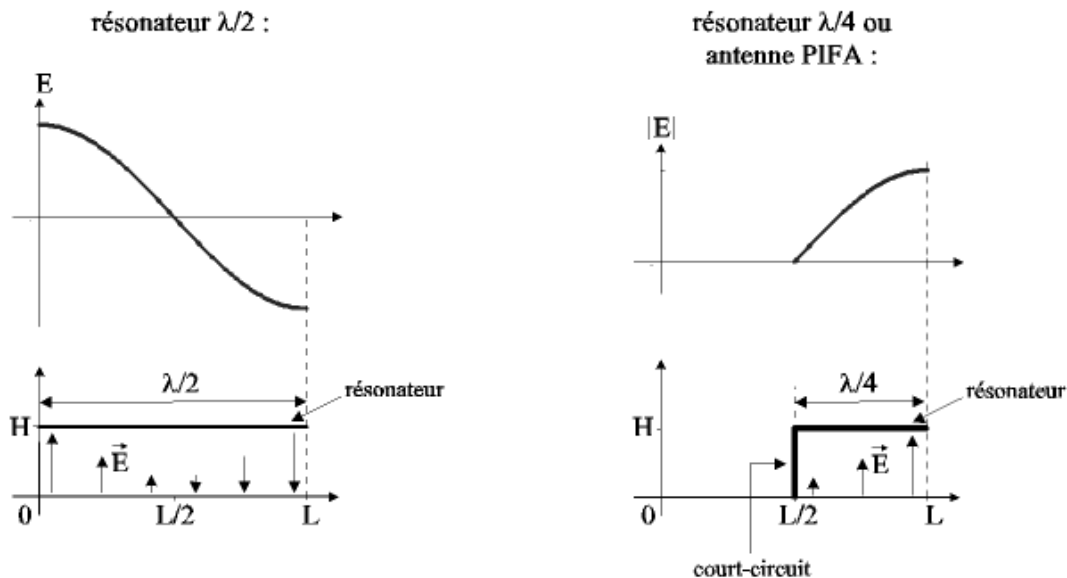 résonateur λ/2 :
E
λ/2
résonateur
H
E
0
L/2
L
résonateur λ/4 ou
antenne PIFA :
|E|
λ/4
résonateur
H
E
0
L/2
L
court-circuit